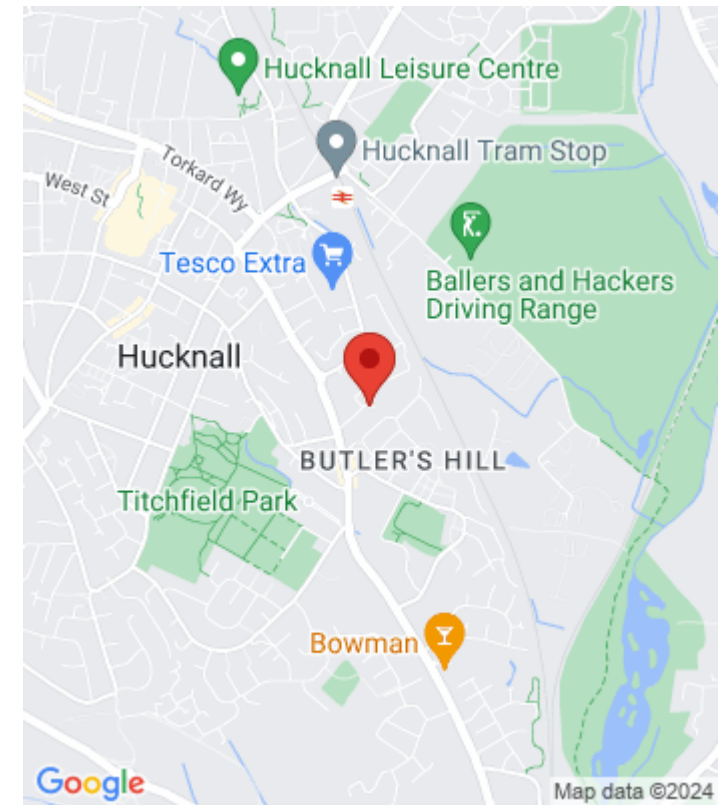 Hucknall Leisure Centre
Hucknall Tram Stop
Torkard Wy
West St
Tesco Extra
Ballers and Hackers
Driving Range
Hucknall
BUTLER'S HILL
Titchfield Park
Bowman
Google
Map data ©2024